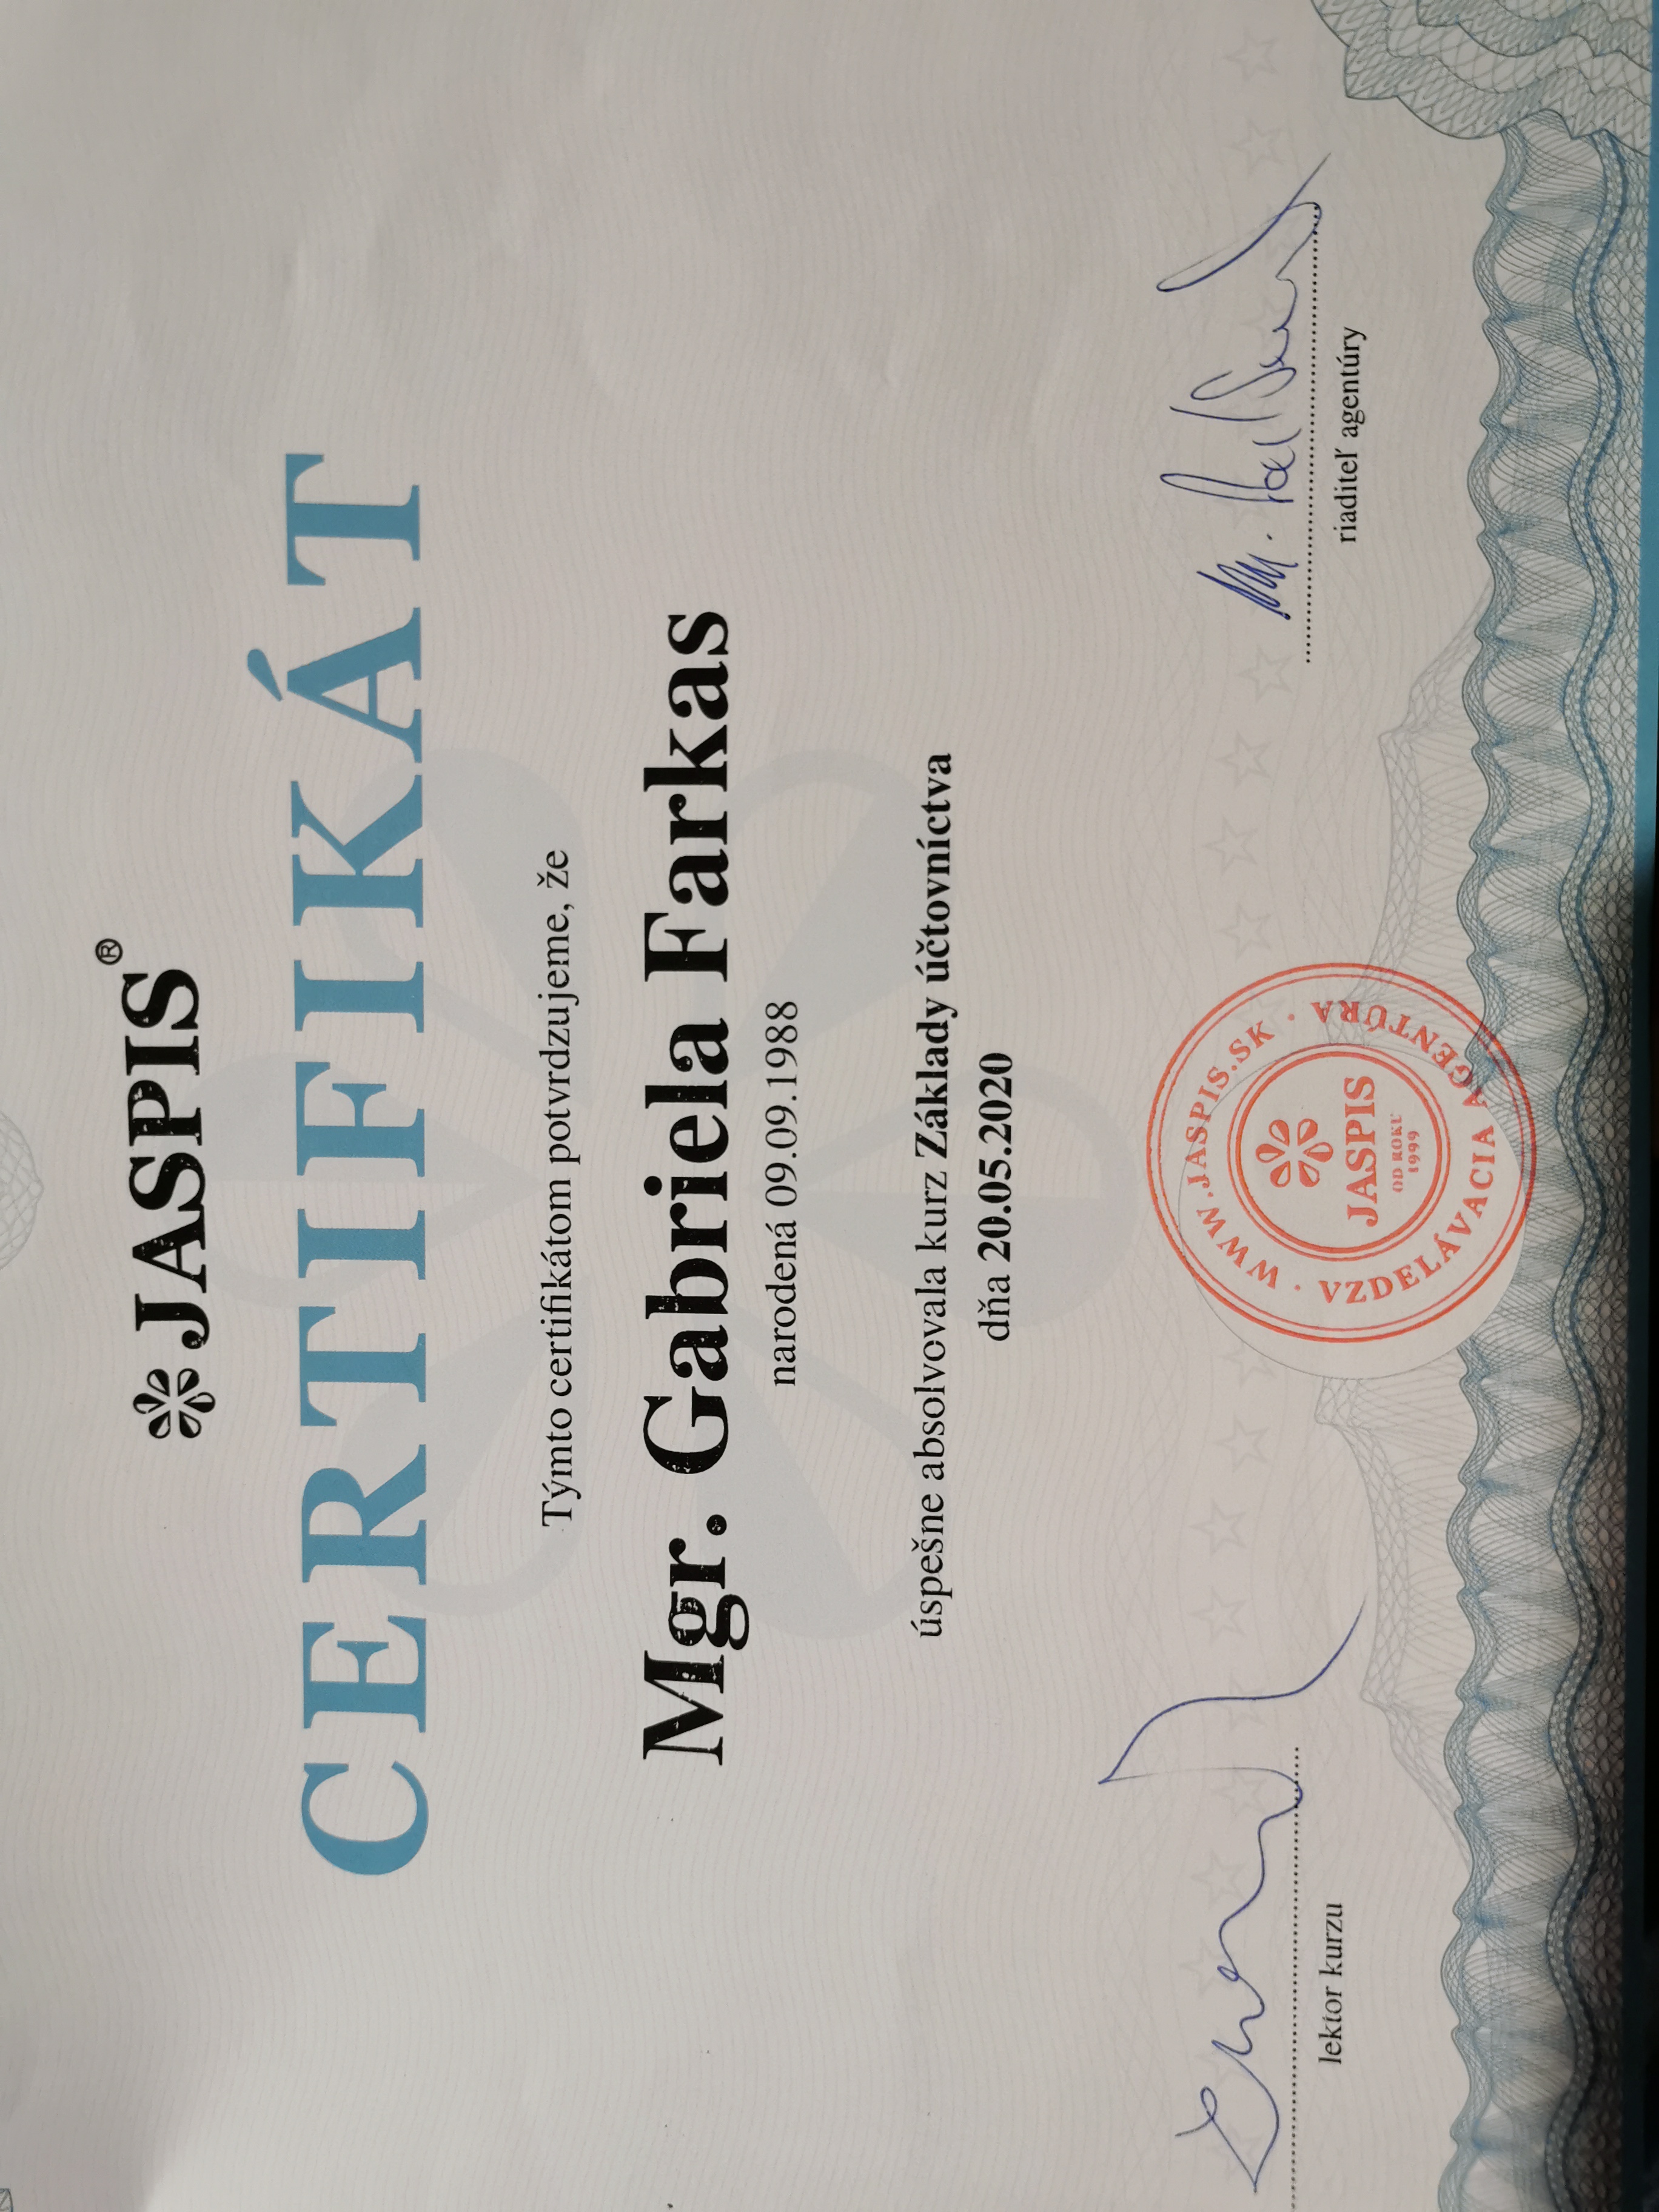 JASPIS®
CERTIFIKÁT
Týmto certifikátom potvrdzujeme, že
Mgr. Gabriela Farkas
narodená 09.09.1988
úspešne absolvovala kurz Základy účtovníctva
dňa 20.05.2020
lektor kurzu
riaditeľ agentúry
· WWW.JASPIS.SK ·
JASPIS
OD ROKU
1999
VZDELÁVACIA AGENTÚRA